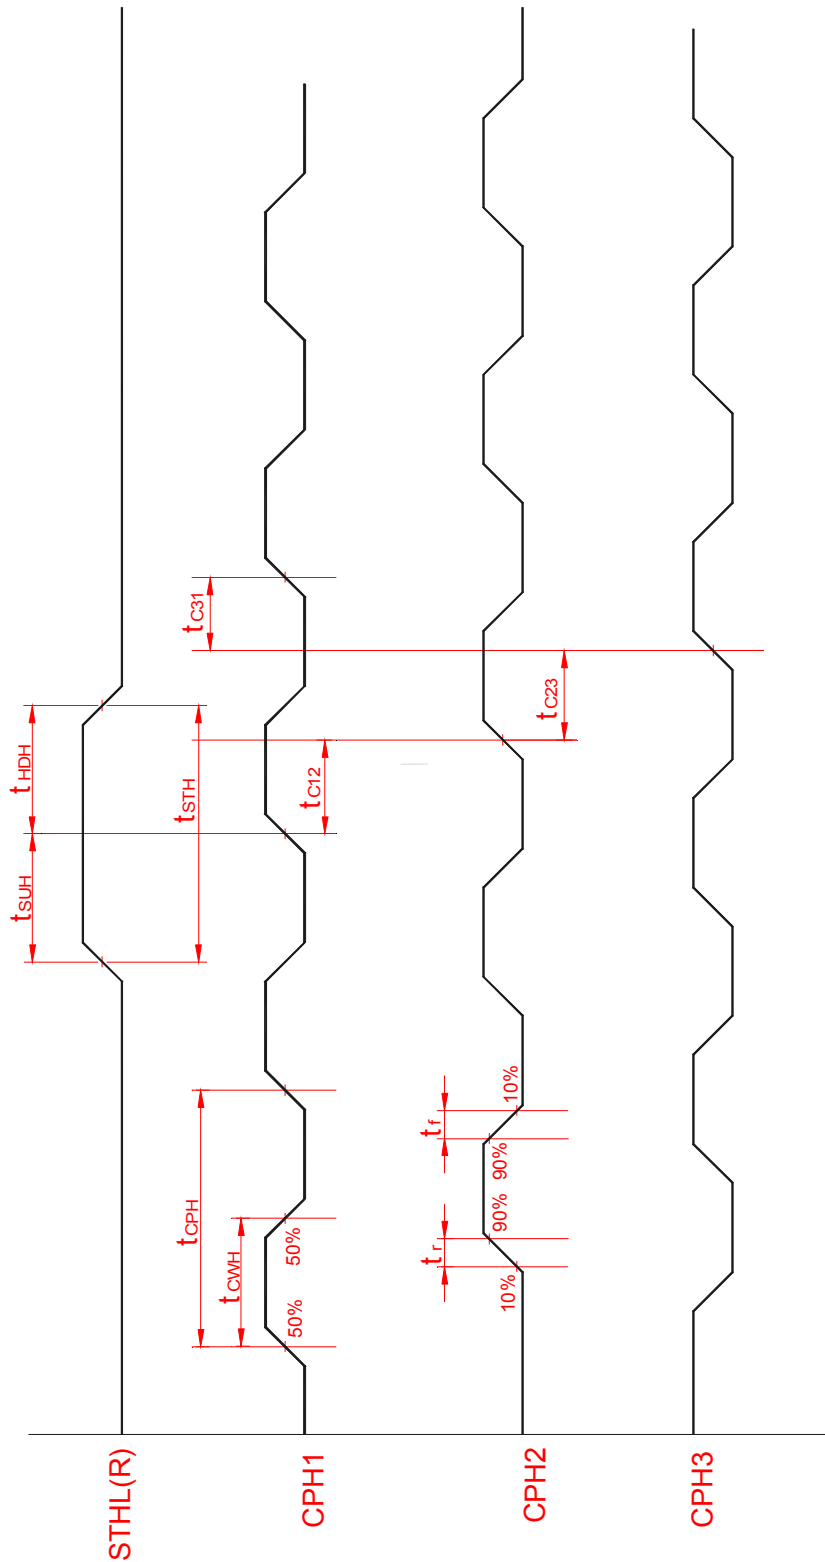 STHL(R)
tSUH
tHDH
tSTH
CPH1
tCPH
tCWH
50%
50%
tC12
tC31
CPH2
tr
10%
90%
tf
90%
10%
tC23
CPH3